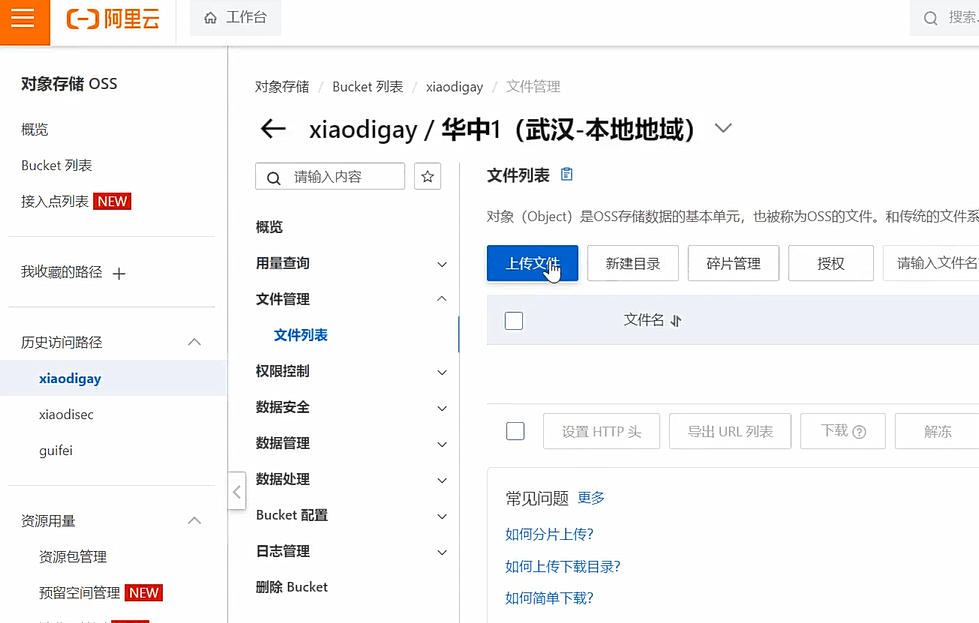 阿里云
工作台
搜索.
对象存储 OSS
概览
Bucket 列表
接入点列表 NEW
我收藏的路径
历史访问路径
xiaodigay
xiaodisec
guifei
资源用量
资源包管理
预留空间管理 NEW
对象存储 / Bucket 列表 / xiaodigay / 文件管理
xiaodigay / 华中1（武汉-本地地域）
请输入内容
概览
用量查询
文件管理
文件列表
权限控制
数据安全
数据管理
数据处理
Bucket 配置
日志管理
删除 Bucket
文件列表
对象（Object）是OSS存储数据的基本单元，也被称为OSS的文件。和传统的文件系
上传文件 新建目录 碎片管理 授权 请输入文件名
文件名
设置 HTTP 头 导出 URL 列表 下载 解冻
常见问题 更多
如何分片上传?
如何上传下载目录?
如何简单下载?